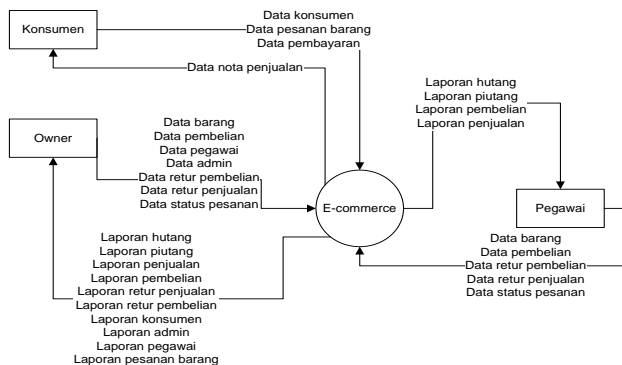 Konsumen
Data konsumen
Data pesanan barang
Data pembayaran
Data nota penjualan
Laporan hutang
Laporan piutang
Laporan pembelian
Laporan penjualan
Owner
Data barang
Data pembelian
Data pegawai
Data admin
Data retur pembelian
Data retur penjualan
Data status pesanan
E-commerce
Pegawai
Laporan hutang
Laporan piutang
Laporan penjualan
Laporan pembelian
Laporan retur penjualan
Laporan retur pembelian
Laporan konsumen
Laporan admin
Laporan pegawai
Laporan pesanan barang
Data barang
Data pembelian
Data retur pembelian
Data retur penjualan
Data status pesanan